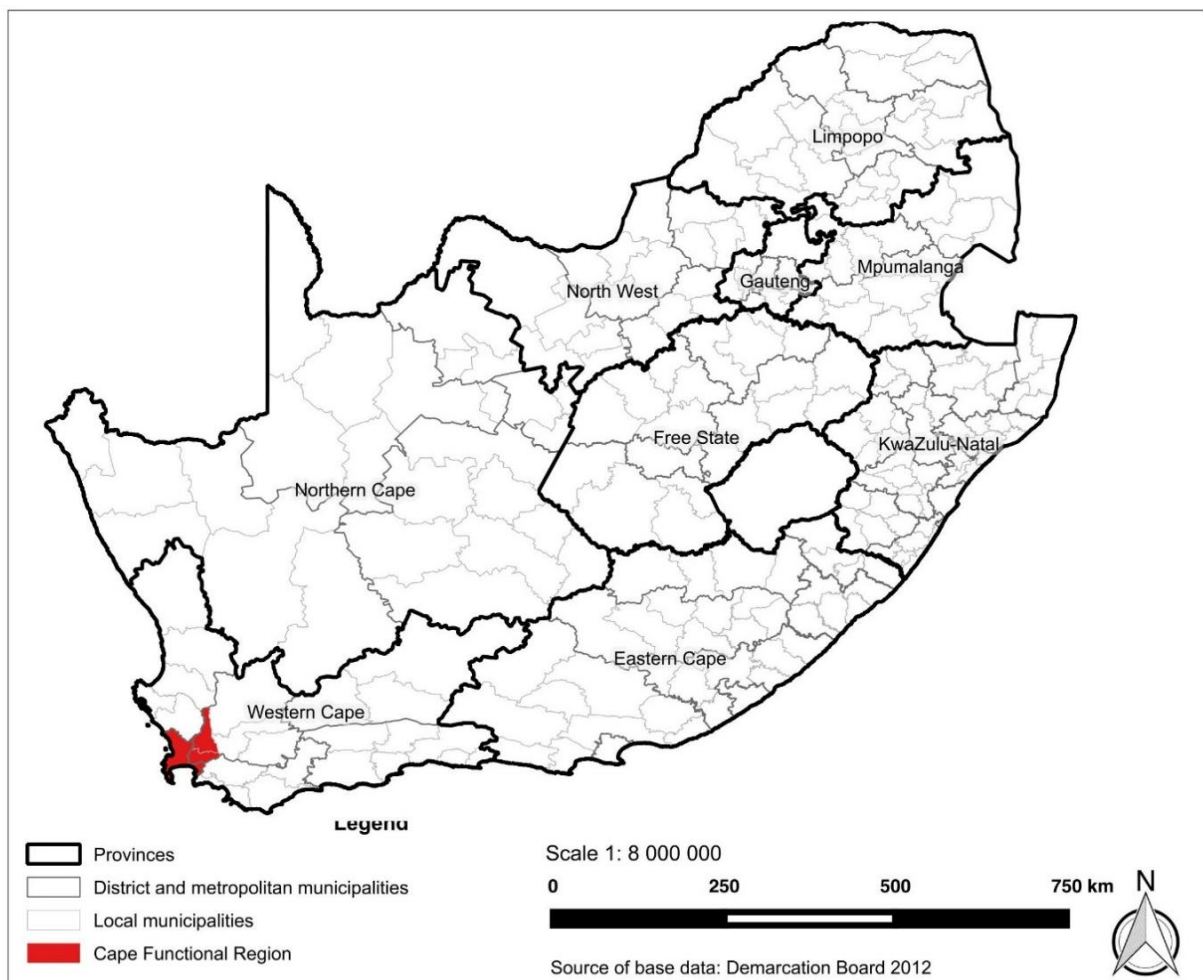 Limpopo
Mpumalanga
Gauteng
North West
Free State
KwaZulu-Natal
Northern Cape
Eastern Cape
Western Cape
Legend
Provinces
District and metropolitan municipalities
Local municipalities
Cape Functional Region
Scale 1: 8 000 000
0 250 500 750 km
N
Source of base data: Demarcation Board 2012